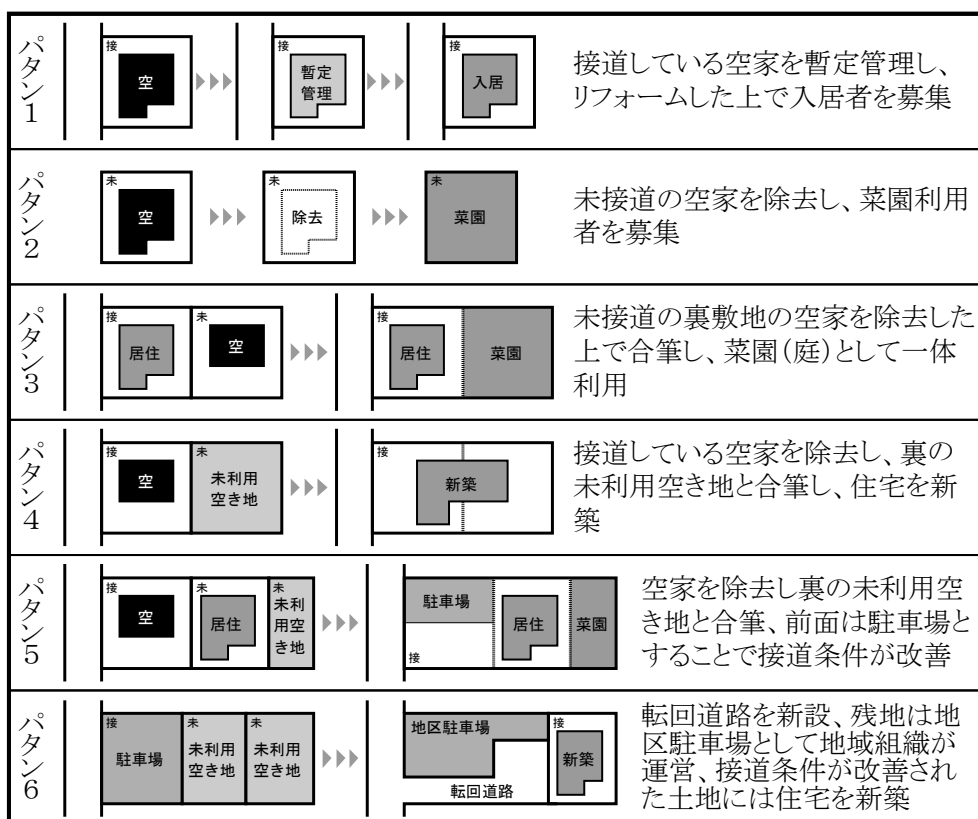 パタン1
接
空
接
暫定
管理
接
入居
接道している空家を暫定管理し、
リフォームした上で入居者を募集
パタン2
未
空
未
除去
未
菜園
未接道の空家を除去し、菜園利用
者を募集
パタン3
接
居住
未
空
接
居住
菜園
未接道の裏敷地の空家を除去した
上で合筆し、菜園(庭)として一体
利用
パタン4
接
空
未
未利用
空き地
接
新築
接道している空家を除去し、裏の
未利用空き地と合筆し、住宅を新
築
パタン5
接
空
未
居住
未
未利
用空
き地
駐車場
接
居住
菜園
空家を除去し裏の未利用空
き地と合筆、前面は駐車場と
することで接道条件が改善
パタン6
接
駐車場
未
未利用
空き地
未
未利用
空き地
地区駐車場
転回道路
接
新築
転回道路を新設、残地は地
区駐車場として地域組織が
運営、接道条件が改善され
た土地には住宅を新築